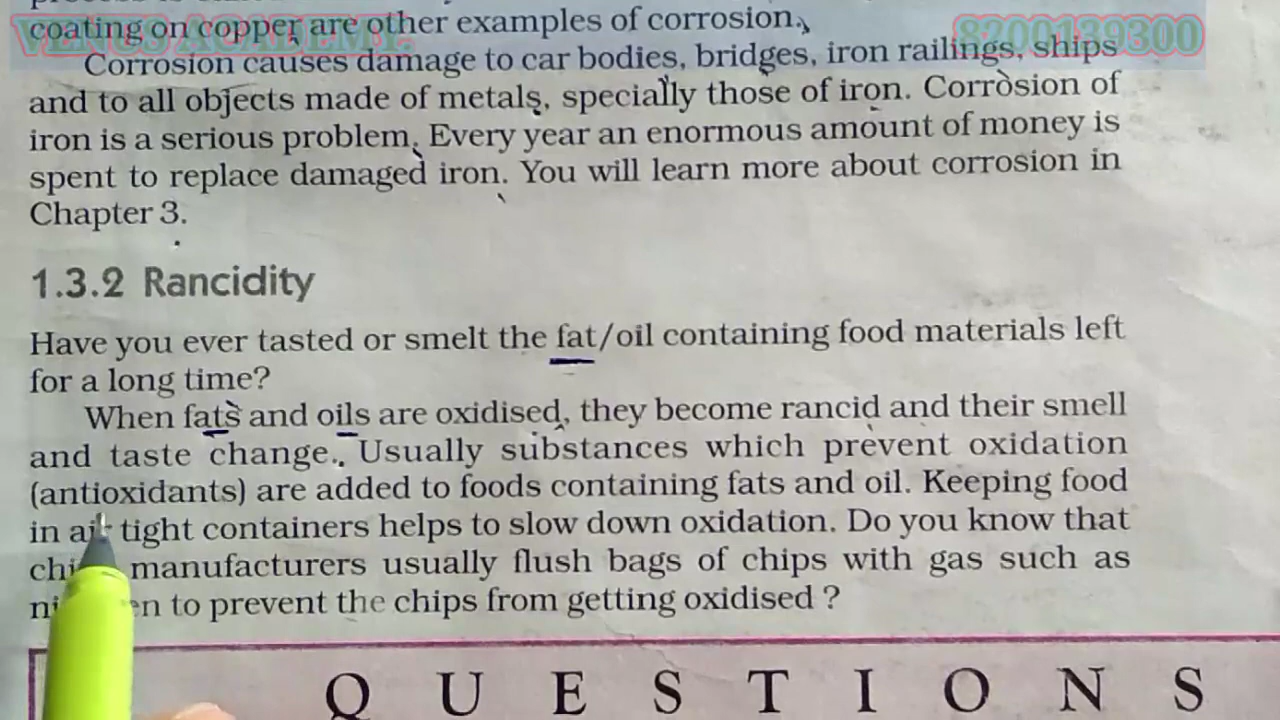 coating on copper are other examples of corrosion.
VENUS ACADEMY.
8200139300
Corrosion causes damage to car bodies, bridges, iron railings, ships
and to all objects made of metals, specially those of iron. Corrosion of
iron is a serious problem. Every year an enormous amount of money is
spent to replace damaged iron. You will learn more about corrosion in
Chapter 3.
1.3.2 Rancidity
Have you ever tasted or smelt the fat/oil containing food materials left
for a long time?
When fats and oils are oxidised, they become rancid and their smell
and taste change. Usually substances which prevent oxidation
(antioxidants) are added to foods containing fats and oil. Keeping food
in air tight containers helps to slow down oxidation. Do you know that
manufacturers usually flush bags of chips with gas such as
to prevent the chips from getting oxidised ?
QUESTIONS